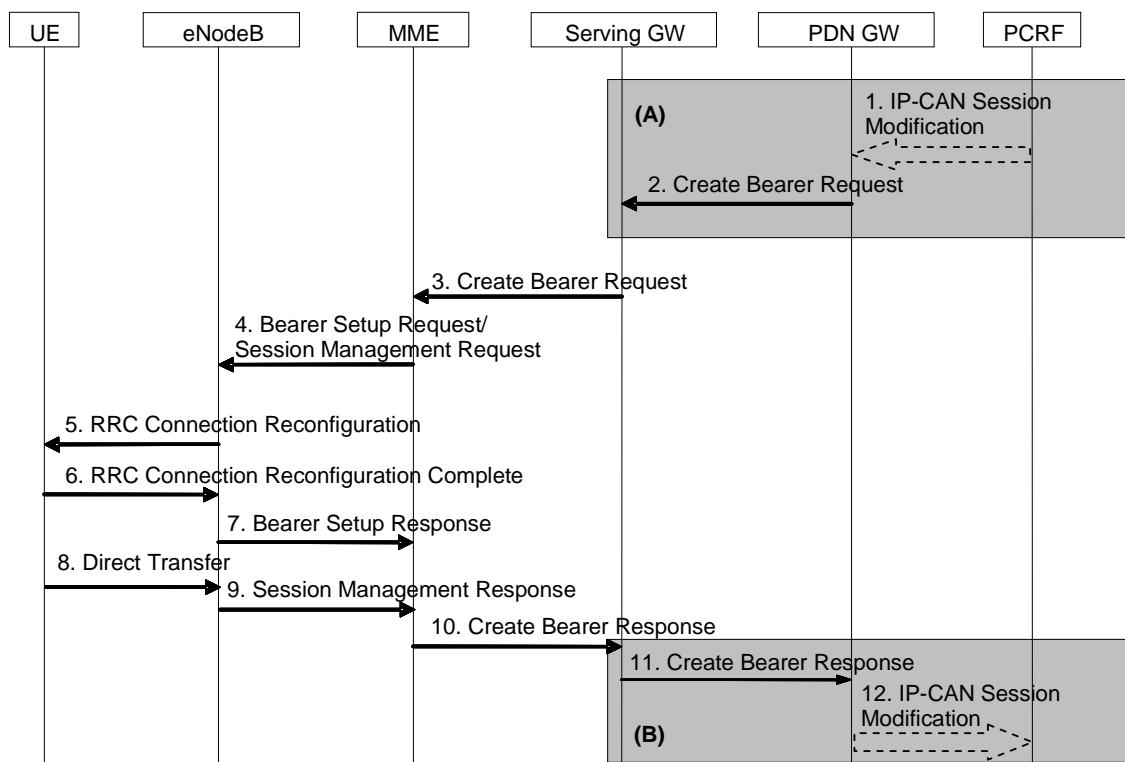 UE eNodeB MME Serving GW PDN GW PCRF
(A)
1. IP-CAN Session
Modification
2. Create Bearer Request
3. Create Bearer Request
4. Bearer Setup Request/
Session Management Request
5. RRC Connection Reconfiguration
6. RRC Connection Reconfiguration Complete
7. Bearer Setup Response
8. Direct Transfer
9. Session Management Response
10. Create Bearer Response
11. Create Bearer Response
12. IP-CAN Session
Modification
(B)